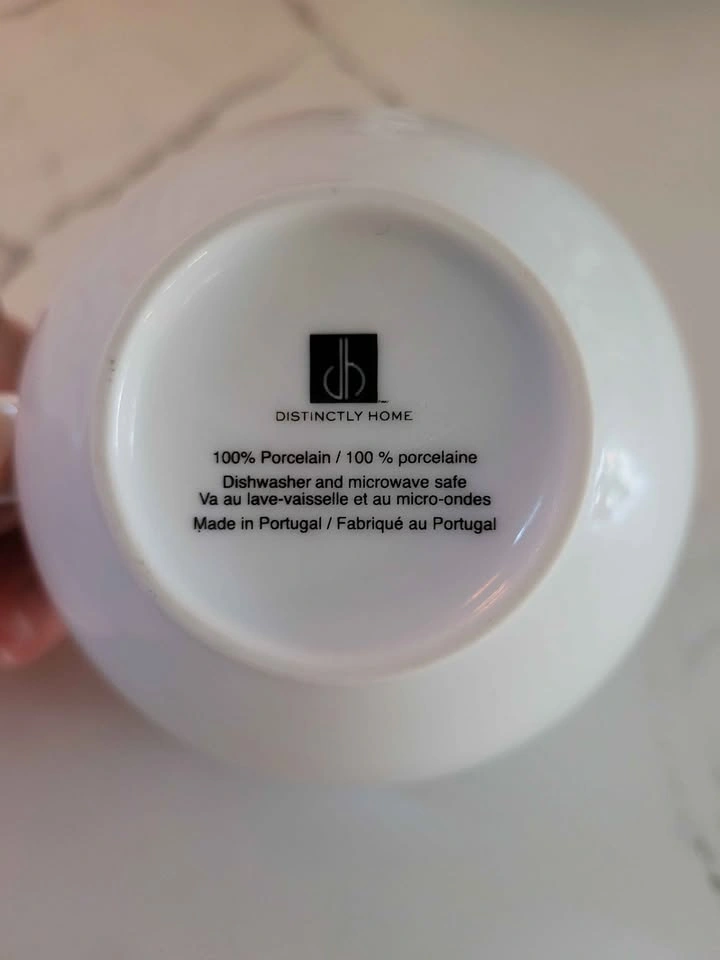 dh
DISTINCTLY HOME
100% Porcelain / 100 % porcelaine
Dishwasher and microwave safe
Va au lave-vaisselle et au micro-ondes
Made in Portugal / Fabriqué au Portugal